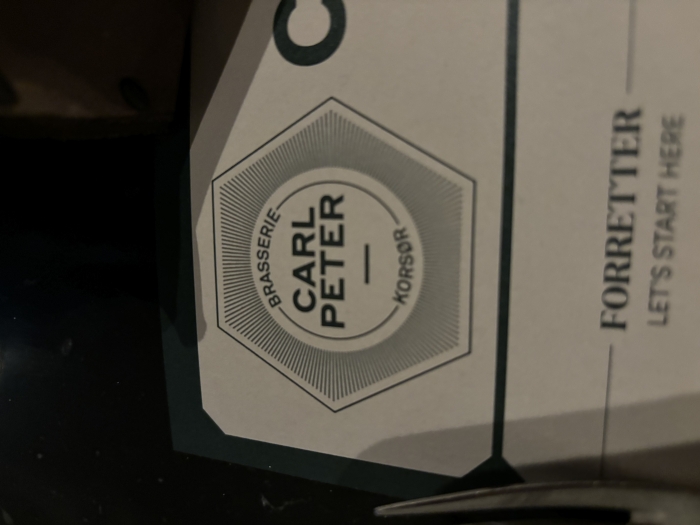 C
BRASSERIE
CARL
PETER
KORSØR
FORRETTER
LET'S START HERE